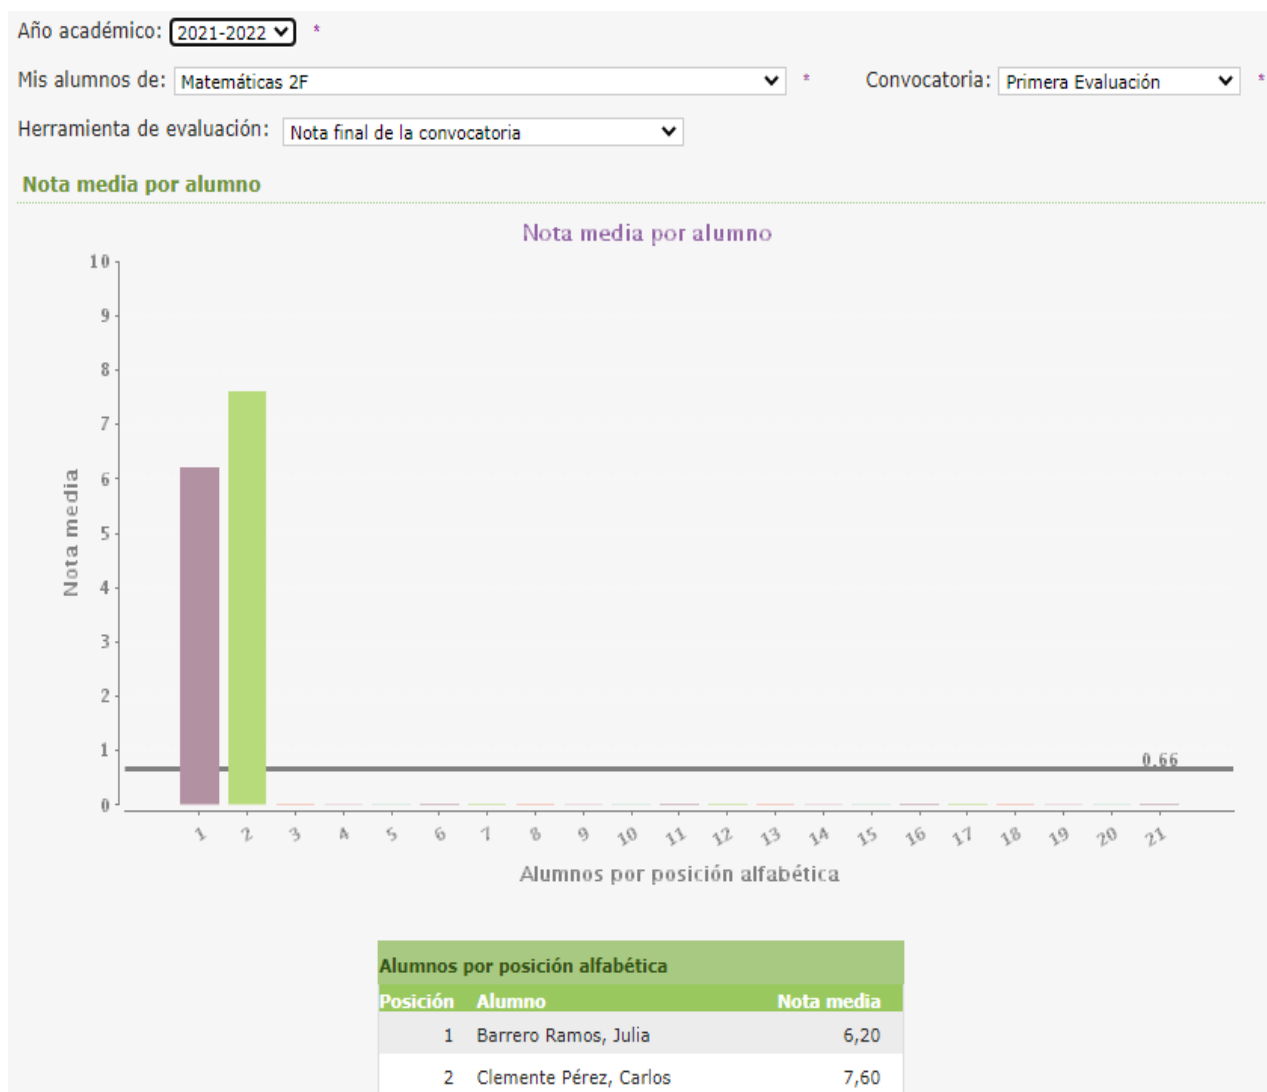 Año académico: 2021-2022 *
Mis alumnos de: Matemáticas 2F * Convocatoria: Primera Evaluación *
Herramienta de evaluación: Nota final de la convocatoria
Nota media por alumno
Nota media por alumno
10
9
8
7
6
5
4
3
2
1
0
Nota media
0.66
1 2 3 4 5 6 7 8 9 10 11 12 13 14 15 16 17 18 19 20 21
Alumnos por posición alfabética
Alumnos por posición alfabética
Posición Alumno Nota media
1 Barrero Ramos, Julia 6,20
2 Clemente Pérez, Carlos 7,60